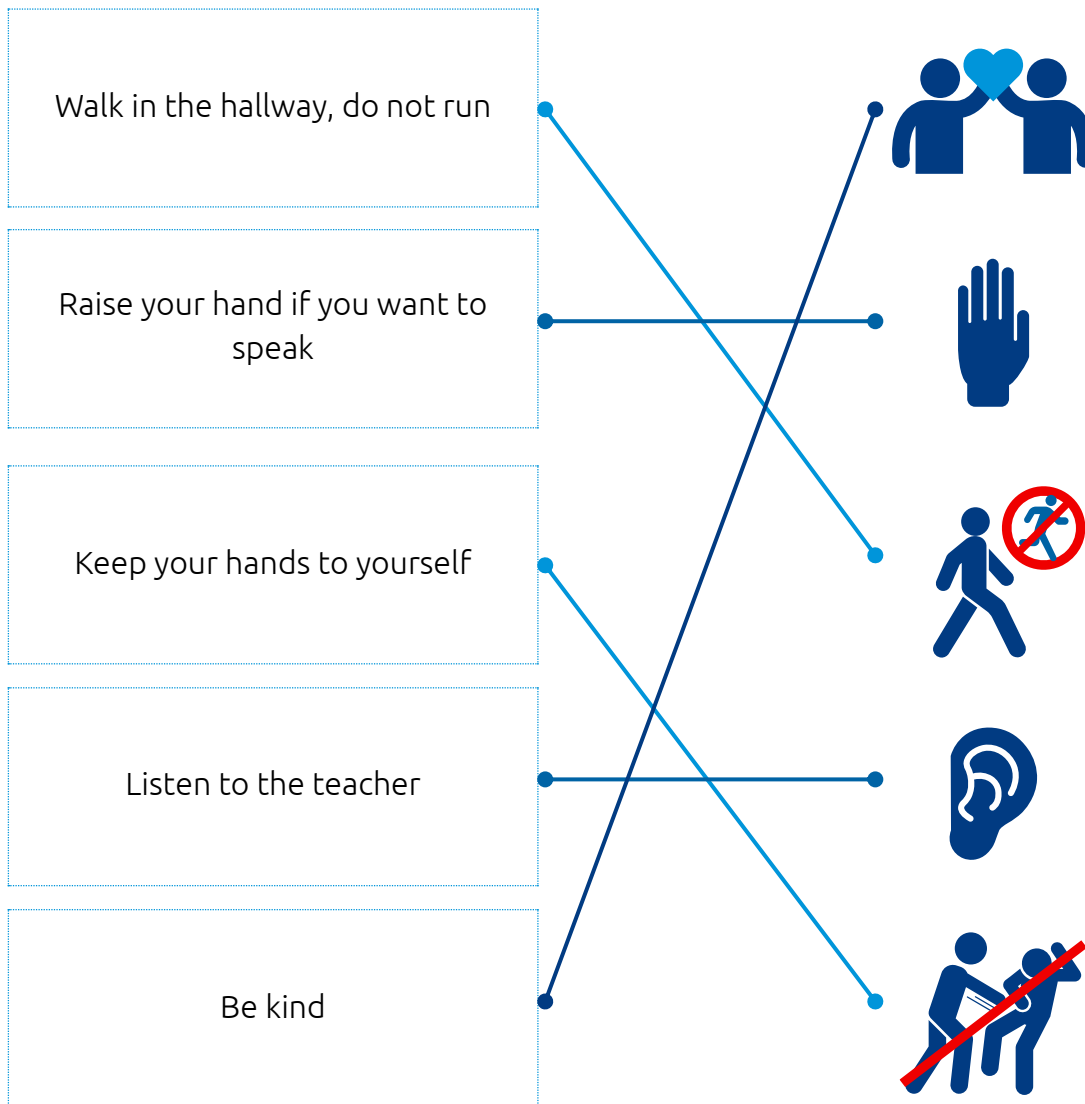 Walk in the hallway, do not run
Raise your hand if you want to
speak
Keep your hands to yourself
Listen to the teacher
Be kind